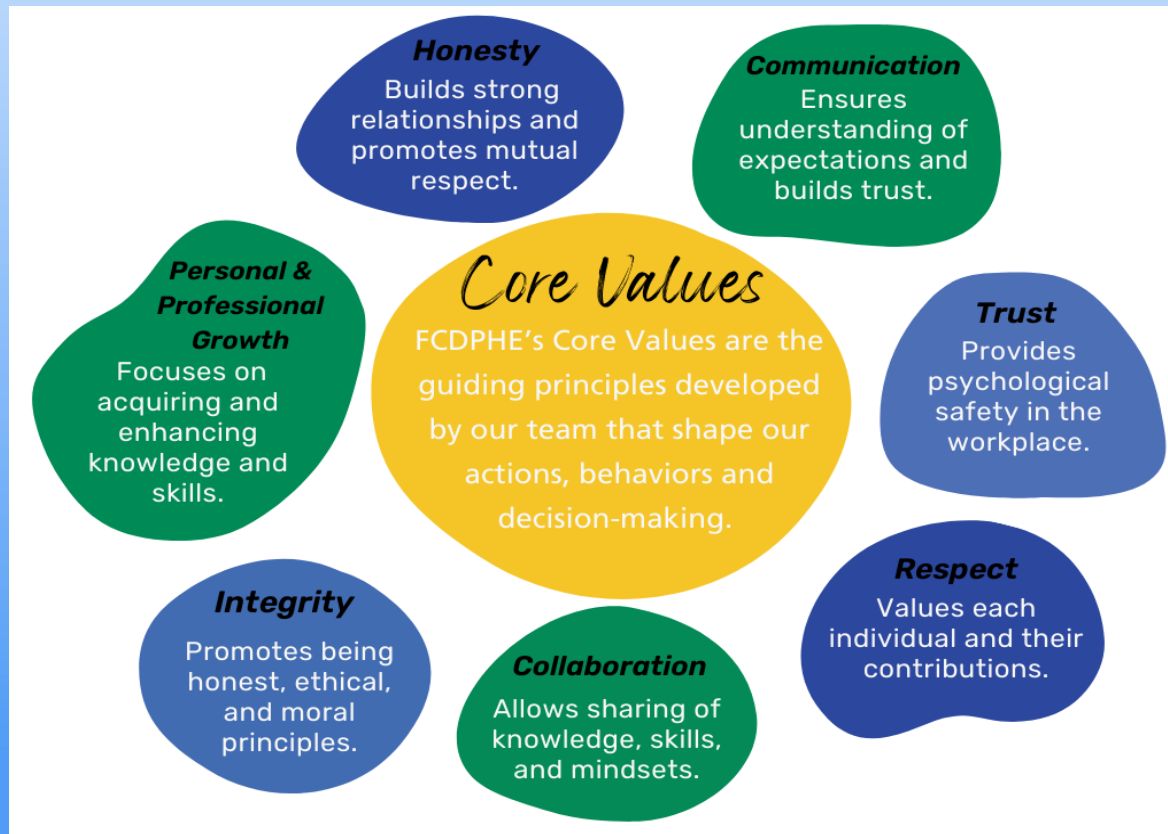 Honesty
Builds strong
relationships and
promotes mutual
respect.
Communication
Ensures
understanding of
expectations and
builds trust.
Personal &
Professional
Growth
Focuses on
acquiring and
enhancing
knowledge and
skills.
Core Values
FCDPHE’s Core Values are the
guiding principles developed
by our team that shape our
actions, behaviors and
decision-making.
Trust
Provides
psychological
safety in the
workplace.
Integrity
Promotes being
honest, ethical,
and moral
principles.
Collaboration
Allows sharing of
knowledge, skills,
and mindsets.
Respect
Values each
individual and their
contributions.